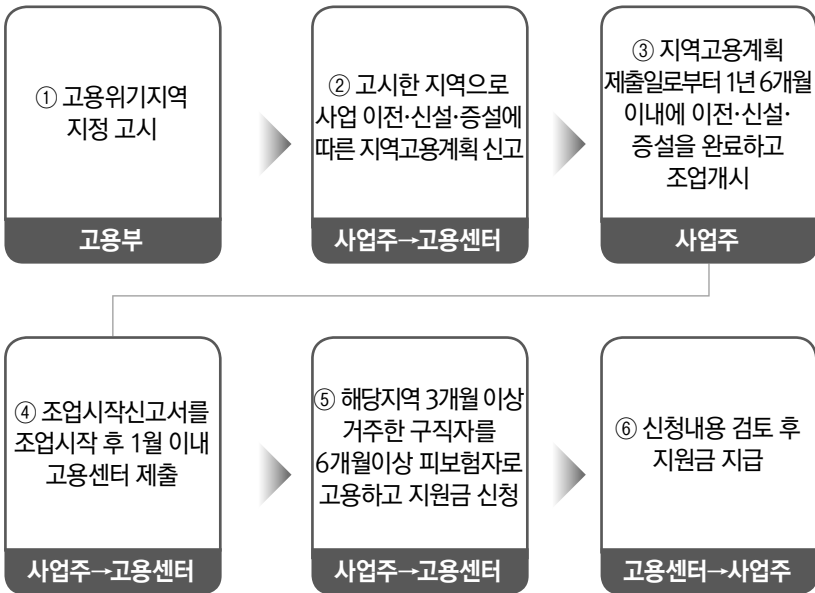 ① 고용위기지역
지정 고시
고용부
② 고시한 지역으로
사업 이전·신설·증설에
따른 지역고용계획 신고
사업주→고용센터
③ 지역고용계획
제출일로부터 1년 6개월
이내에 이전·신설·
증설을 완료하고
조업개시
사업주
④ 조업시작신고서를
조업시작 후 1월 이내
고용센터 제출
사업주→고용센터
⑤ 해당지역 3개월 이상
거주한 구직자를
6개월이상 피보험자로
고용하고 지원금 신청
사업주→고용센터
⑥ 신청내용 검토 후
지원금 지급
고용센터→사업주